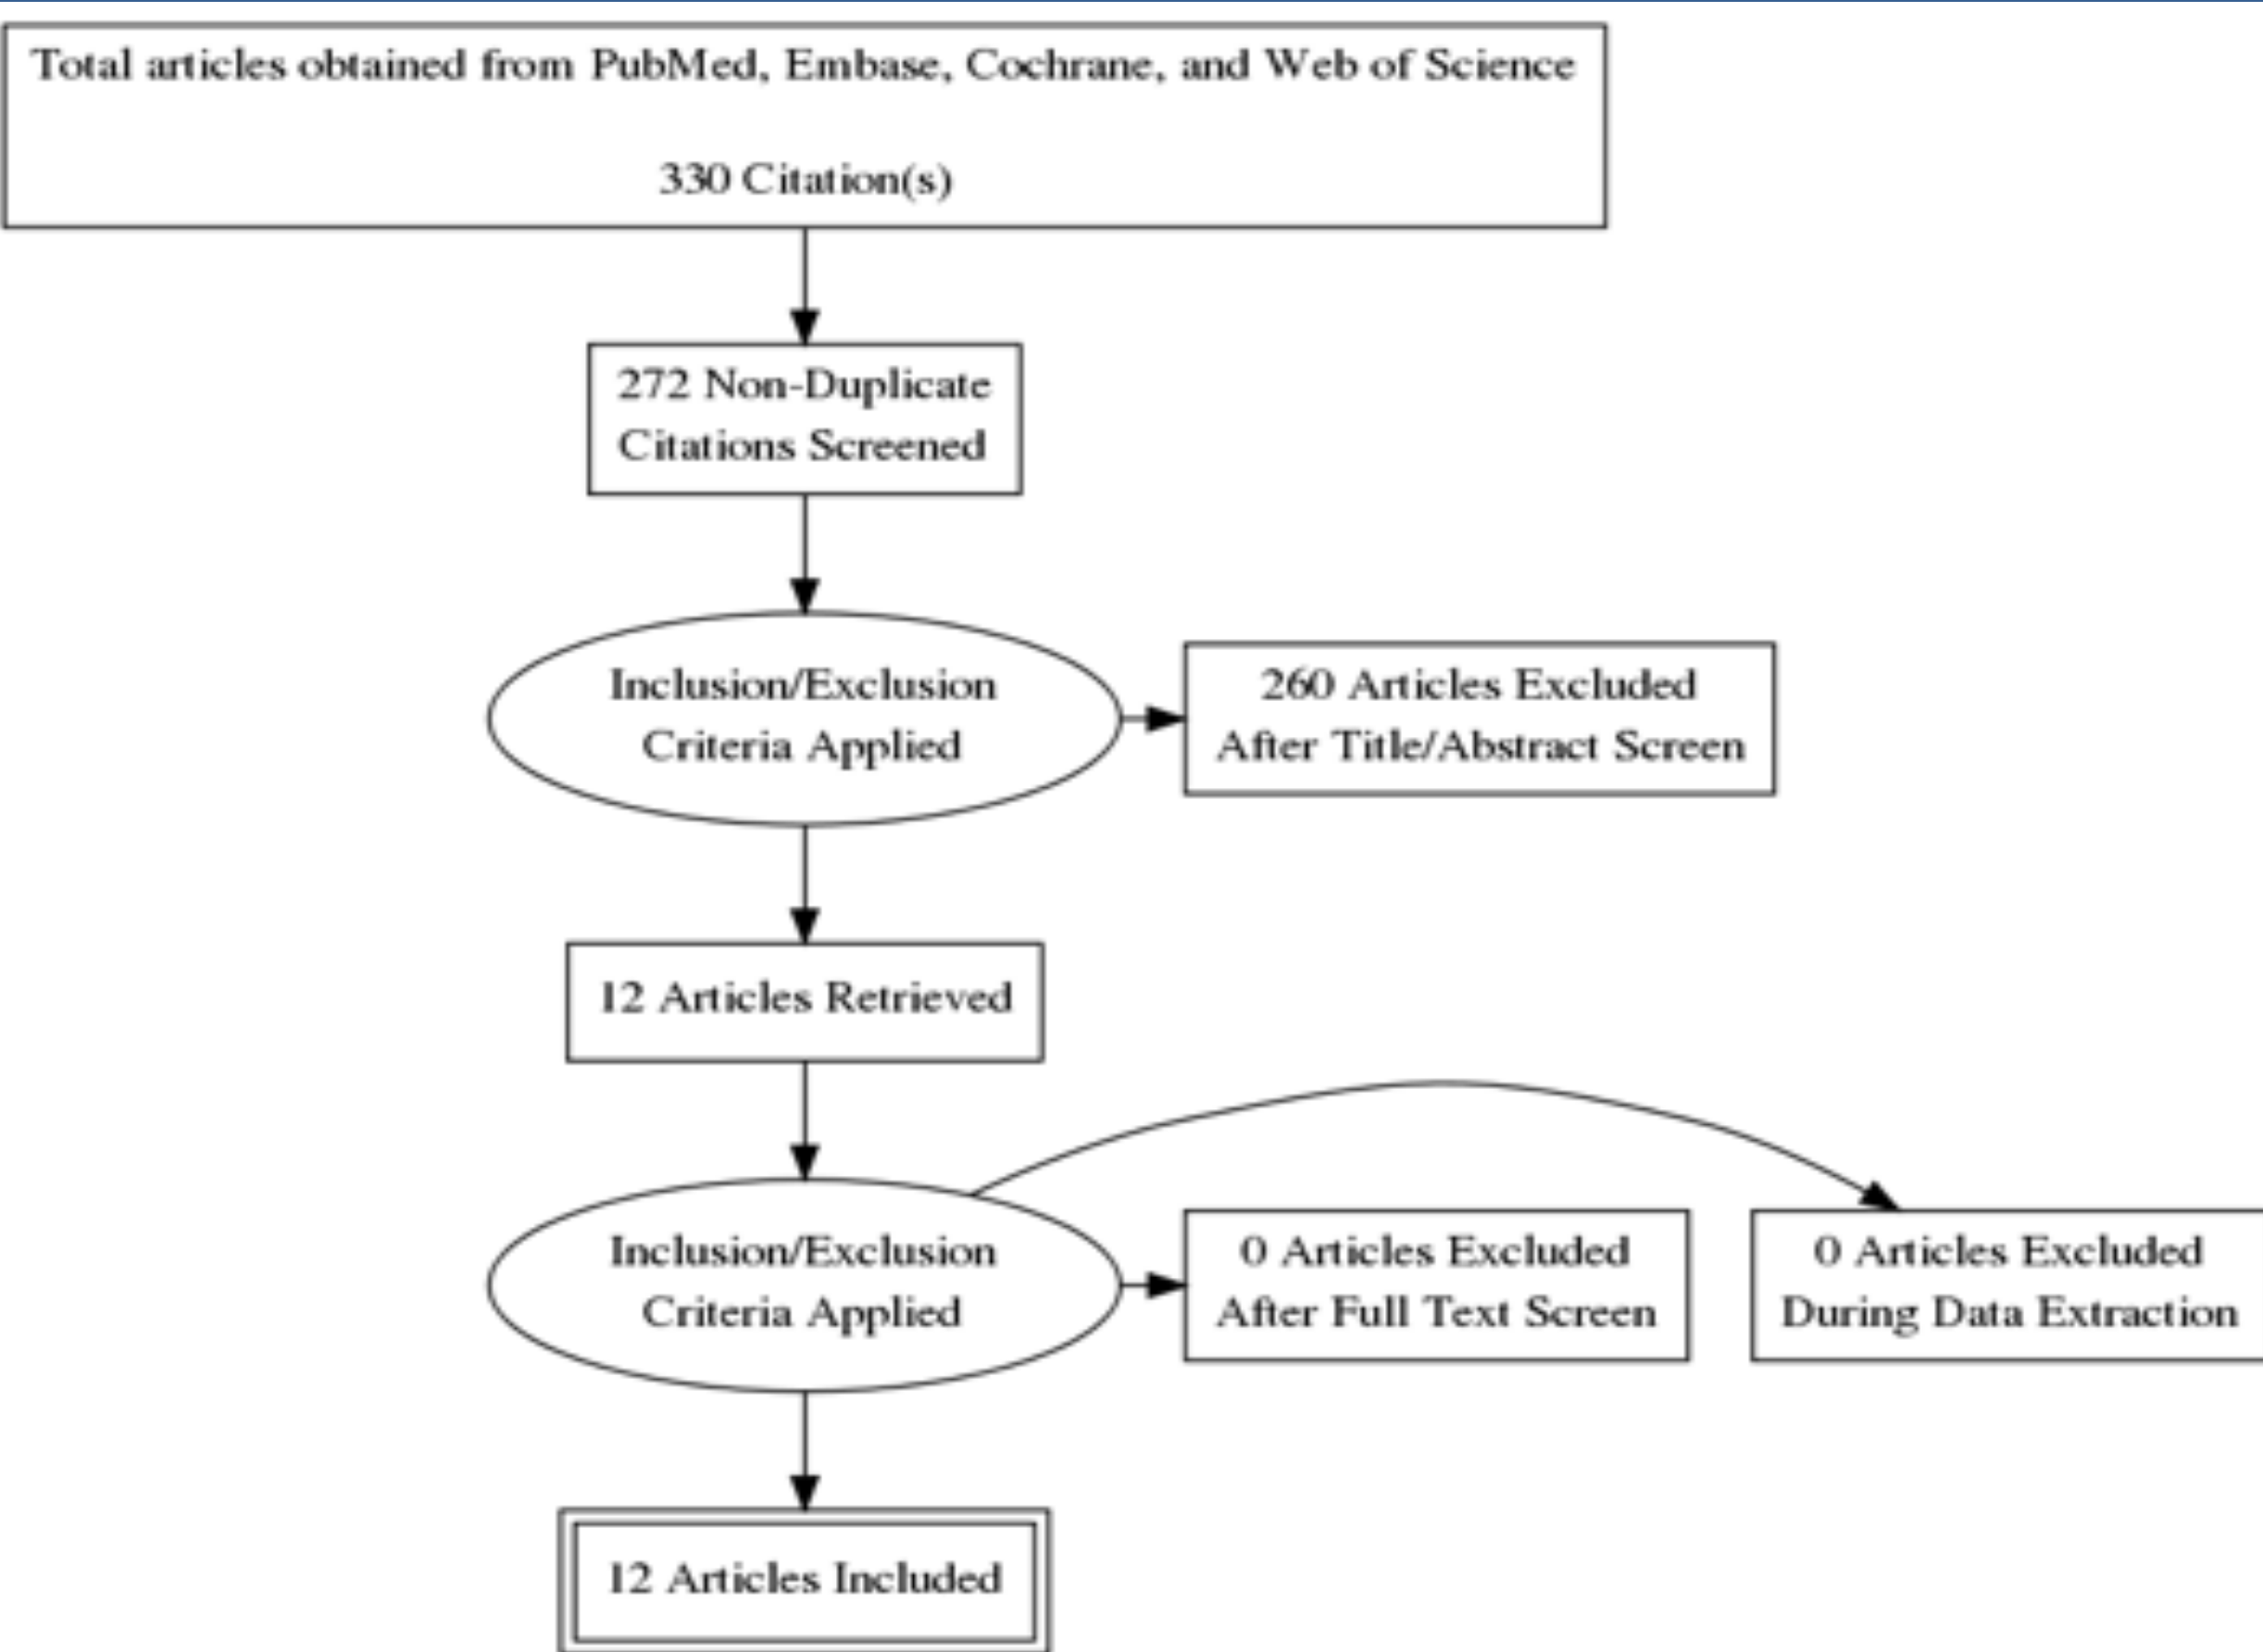 Total articles obtained from PubMed, Embase, Cochrane, and Web of Science
330 Citation(s)
272 Non-Duplicate
Citations Screened
Inclusion/Exclusion
Criteria Applied
260 Articles Excluded
After Title/Abstract Screen
12 Articles Retrieved
Inclusion/Exclusion
Criteria Applied
0 Articles Excluded
After Full Text Screen
0 Articles Excluded
During Data Extraction
12 Articles Included